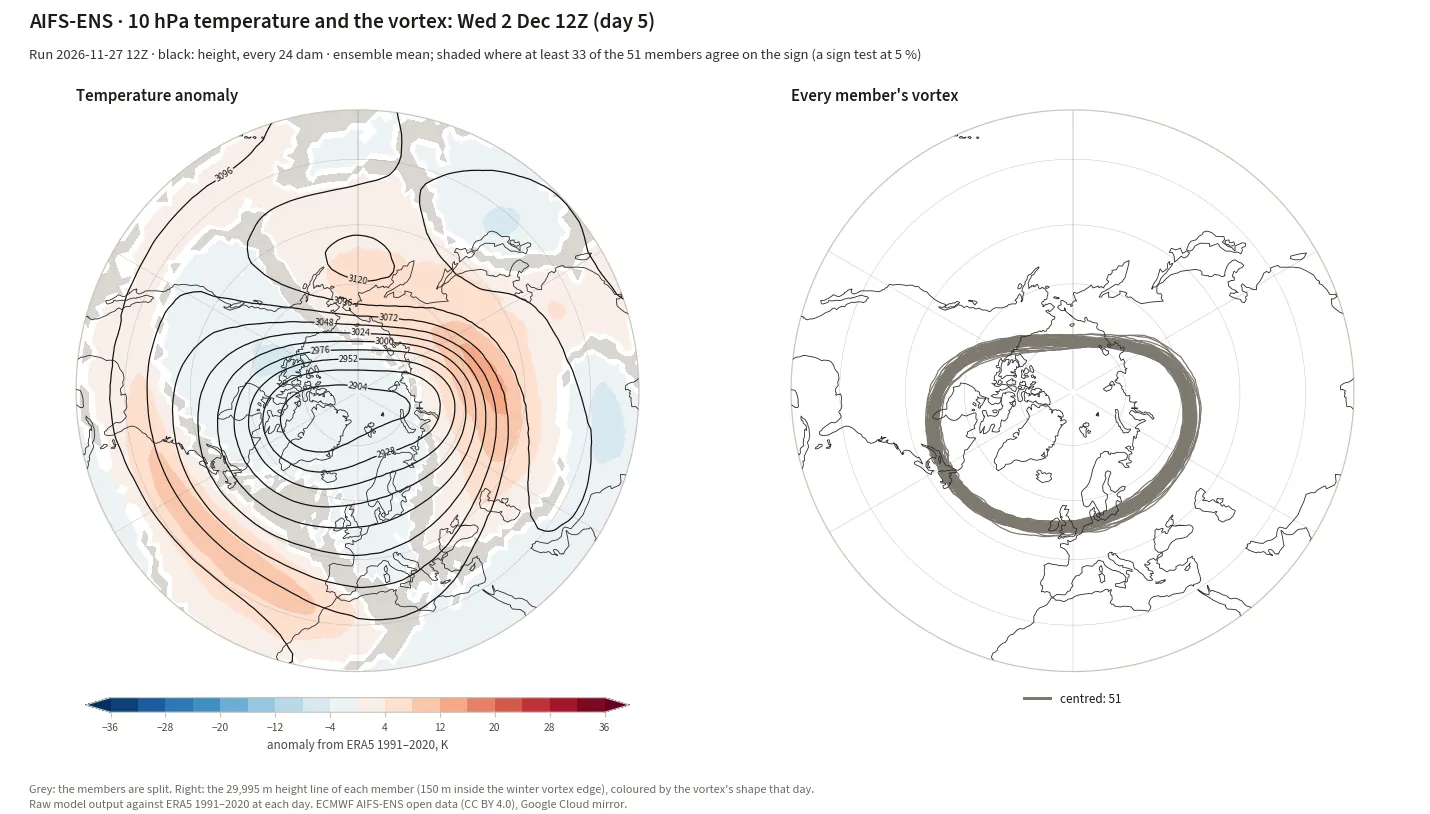 AIFS-ENS · 10 hPa temperature and the vortex: Wed 2 Dec 12Z (day 5)
Run 2026-11-27 12Z · black: height, every 24 dam · ensemble mean; shaded where at least 33 of the 51 members agree on the sign (a sign test at 5 %)
Temperature anomaly
Every member's vortex
3096
3120
3096
3072
3048
3024
3000
2976
2952
2904
2928
centred: 51
−36 −28 −20 −12 −4 4 12 20 28 36
anomaly from ERA5 1991–2020, K
Grey: the members are split. Right: the 29,995 m height line of each member (150 m inside the winter vortex edge), coloured by the vortex's shape that day.
Raw model output against ERA5 1991–2020 at each day. ECMWF AIFS-ENS open data (CC BY 4.0), Google Cloud mirror.